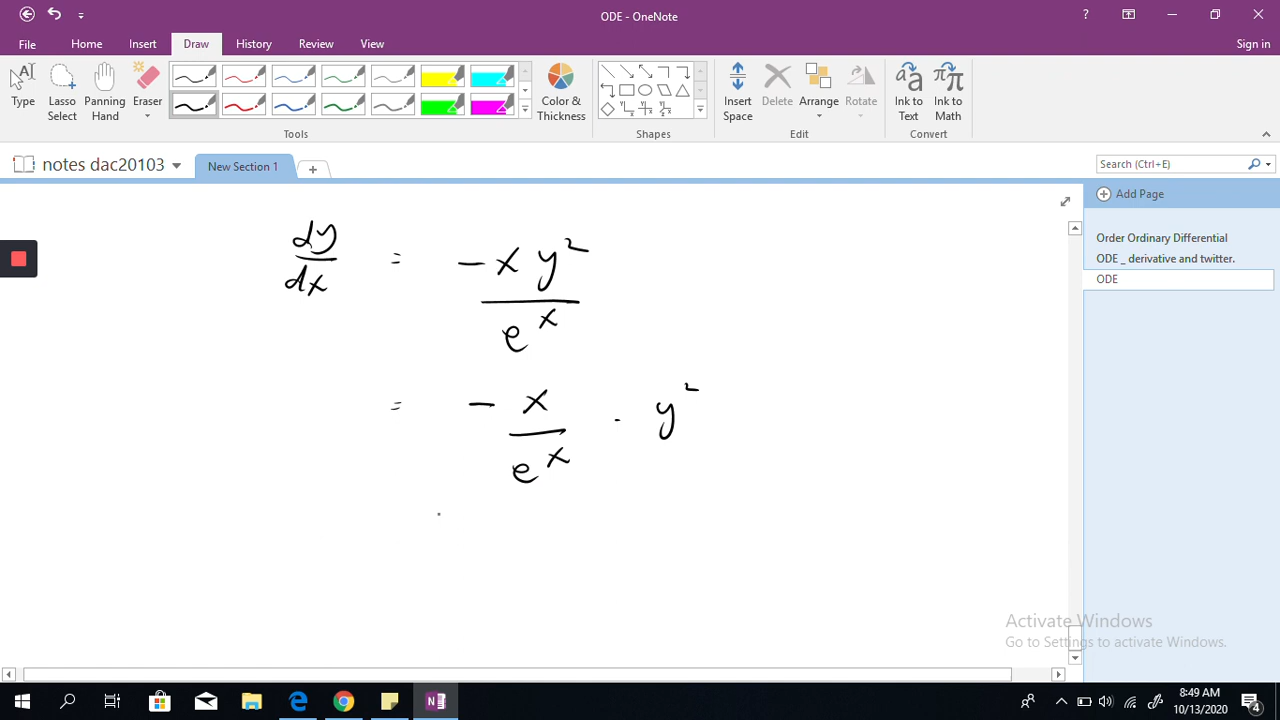 ODE - OneNote
File Home Insert Draw History Review View Sign in
Type Lasso Select Panning Hand Eraser Color & Thickness Insert Space Delete Arrange Rotate Ink to Text Ink to Math
Tools Shapes Edit Convert
notes dac20103 New Section 1 + Search (Ctrl+E)
Add Page
Order Ordinary Differential
ODE _ derivative and twitter.
ODE
dy/dx = -x y² / e^x
= - x/e^x · y²
Activate Windows
Go to Settings to activate Windows.
8:49 AM
10/13/2020
4